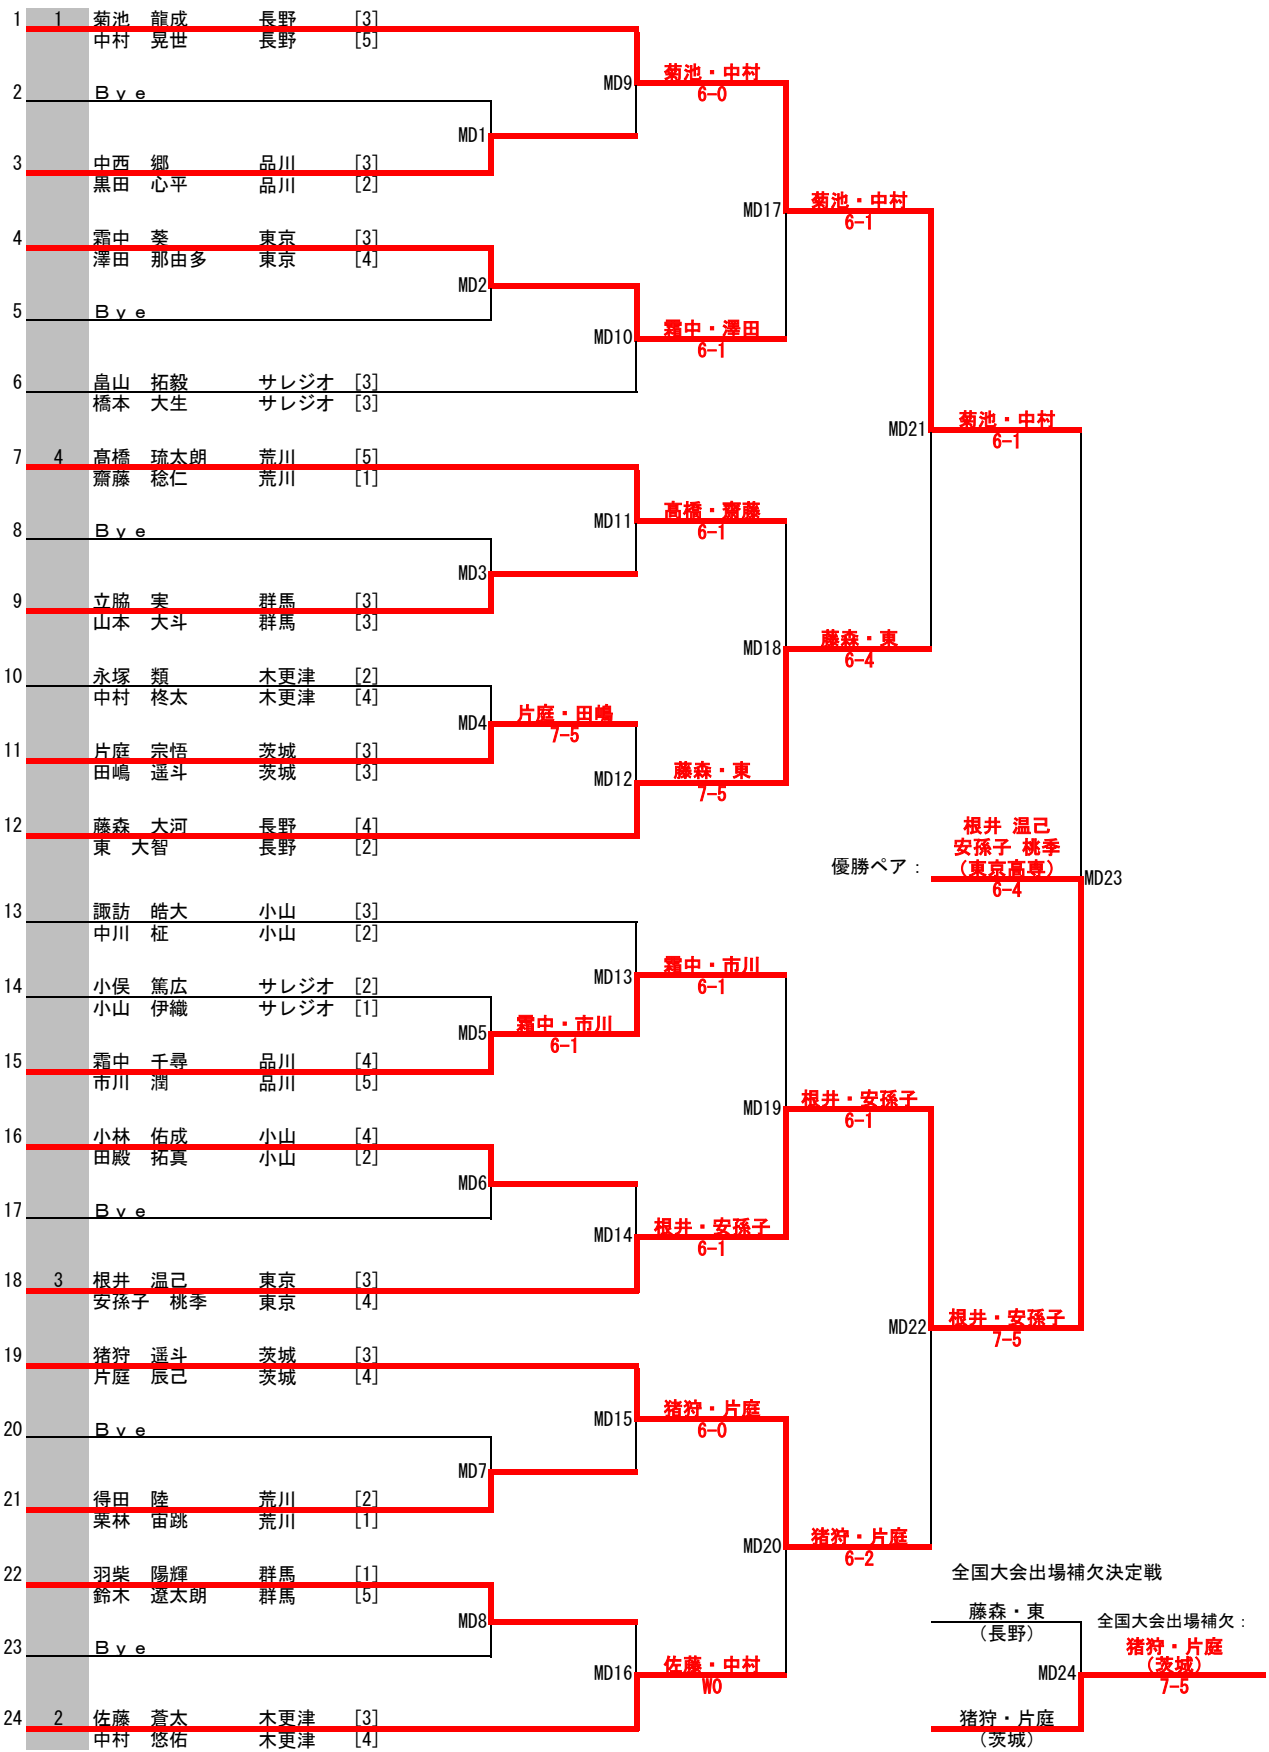 1 1 菊池 龍成 長野 [3]
中村 晃世 長野 [5]
MD9 菊池・中村
6-0
2 Bye
MD1
3 中西 郷 品川 [3]
黒田 心平 品川 [2]
MD17 菊池・中村
6-1
4 霜中 葵 東京 [3]
澤田 那由多 東京 [4]
MD2
5 Bye
MD10 霜中・澤田
6-1
6 畠山 拓毅 サレジオ [3]
橋本 大生 サレジオ [3]
MD21 菊池・中村
6-1
7 4 髙橋 琉太朗 荒川 [5]
齋藤 稔仁 荒川 [1]
MD11 髙橋・齋藤
6-1
8 Bye
MD3
9 立脇 実 群馬 [3]
山本 大斗 群馬 [3]
MD18 藤森・東
6-4
10 永塚 類 木更津 [2]
中村 柊太 木更津 [4]
MD4 片庭・田嶋
7-5
11 片庭 宗悟 茨城 [3]
田嶋 遥斗 茨城 [3]
MD12 藤森・東
7-5
12 藤森 大河 長野 [4]
東 大智 長野 [2]
根井 温己
安孫子 桃季
優勝ペア： (東京高専)
6-4 MD23
13 諏訪 皓大 小山 [3]
中川 柾 小山 [2]
MD13 霜中・市川
6-1
14 小俣 篤広 サレジオ [2]
小山 伊織 サレジオ [1]
MD5 霜中・市川
6-1
15 霜中 千尋 品川 [4]
市川 潤 品川 [5]
MD19 根井・安孫子
6-1
16 小林 佑成 小山 [4]
田殿 拓真 小山 [2]
MD6
17 Bye
MD14 根井・安孫子
6-1
18 3 根井 温己 東京 [3]
安孫子 桃季 東京 [4]
MD22 根井・安孫子
7-5
19 猪狩 遥斗 茨城 [3]
片庭 辰己 茨城 [4]
MD15 猪狩・片庭
6-0
20 Bye
MD7
21 得田 陸 荒川 [2]
栗林 宙跳 荒川 [1]
MD20 猪狩・片庭
6-2
22 羽柴 陽輝 群馬 [1]
鈴木 遼太朗 群馬 [5]
MD8
23 Bye
MD16 佐藤・中村
WO
24 2 佐藤 蒼太 木更津 [3]
中村 悠佑 木更津 [4]
全国大会出場補欠決定戦
藤森・東
(長野)
全国大会出場補欠：
猪狩・片庭
(茨城)
MD24 7-5
猪狩・片庭
(茨城)